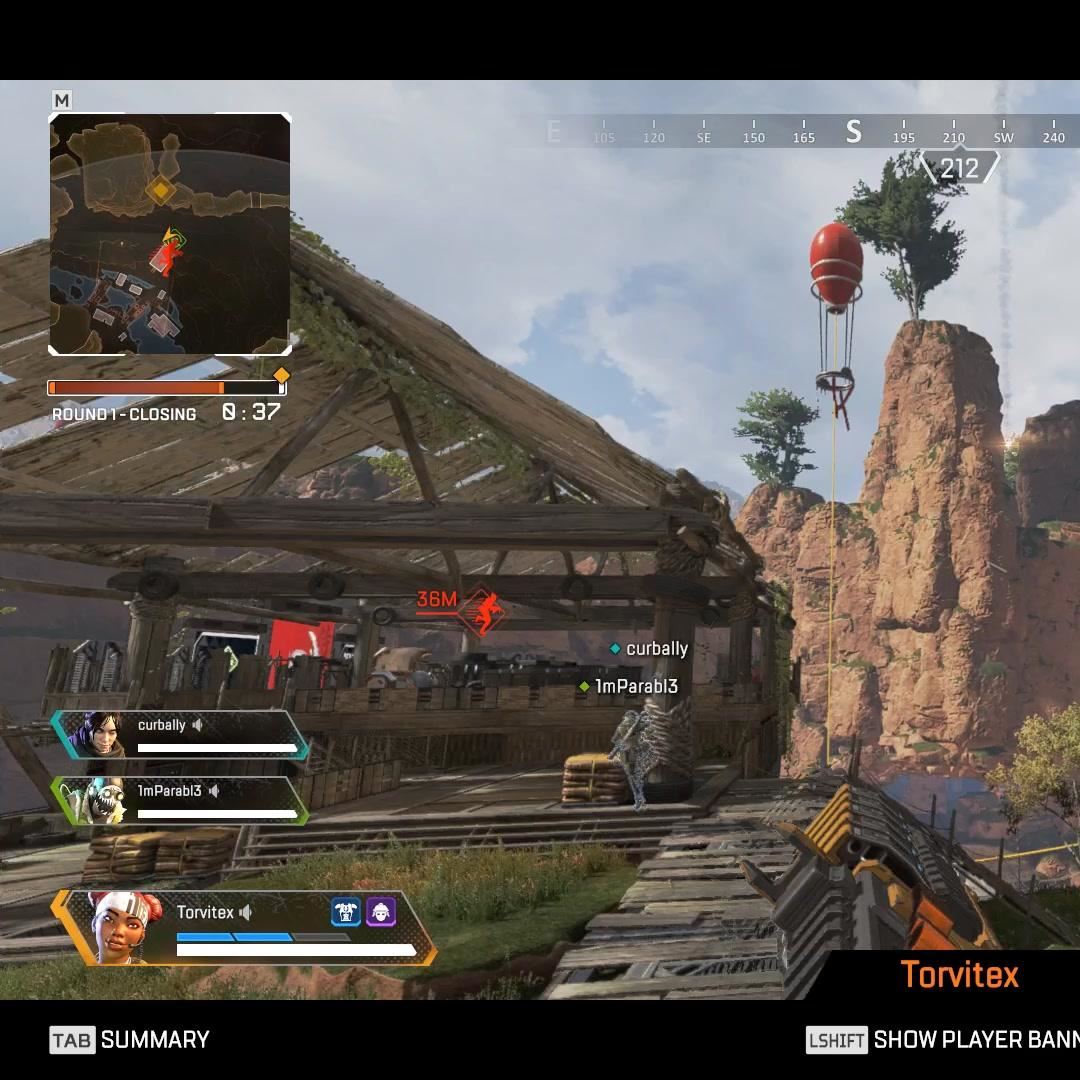 M
E 105 120 SE 150 165 S 195 210 SW 240
212
ROUND 1 - CLOSING 0:37
36M
curbally
1mParabl3
curbally
1mParabl3
Torvitex
Torvitex
TAB SUMMARY
LSHIFT SHOW PLAYER BANN